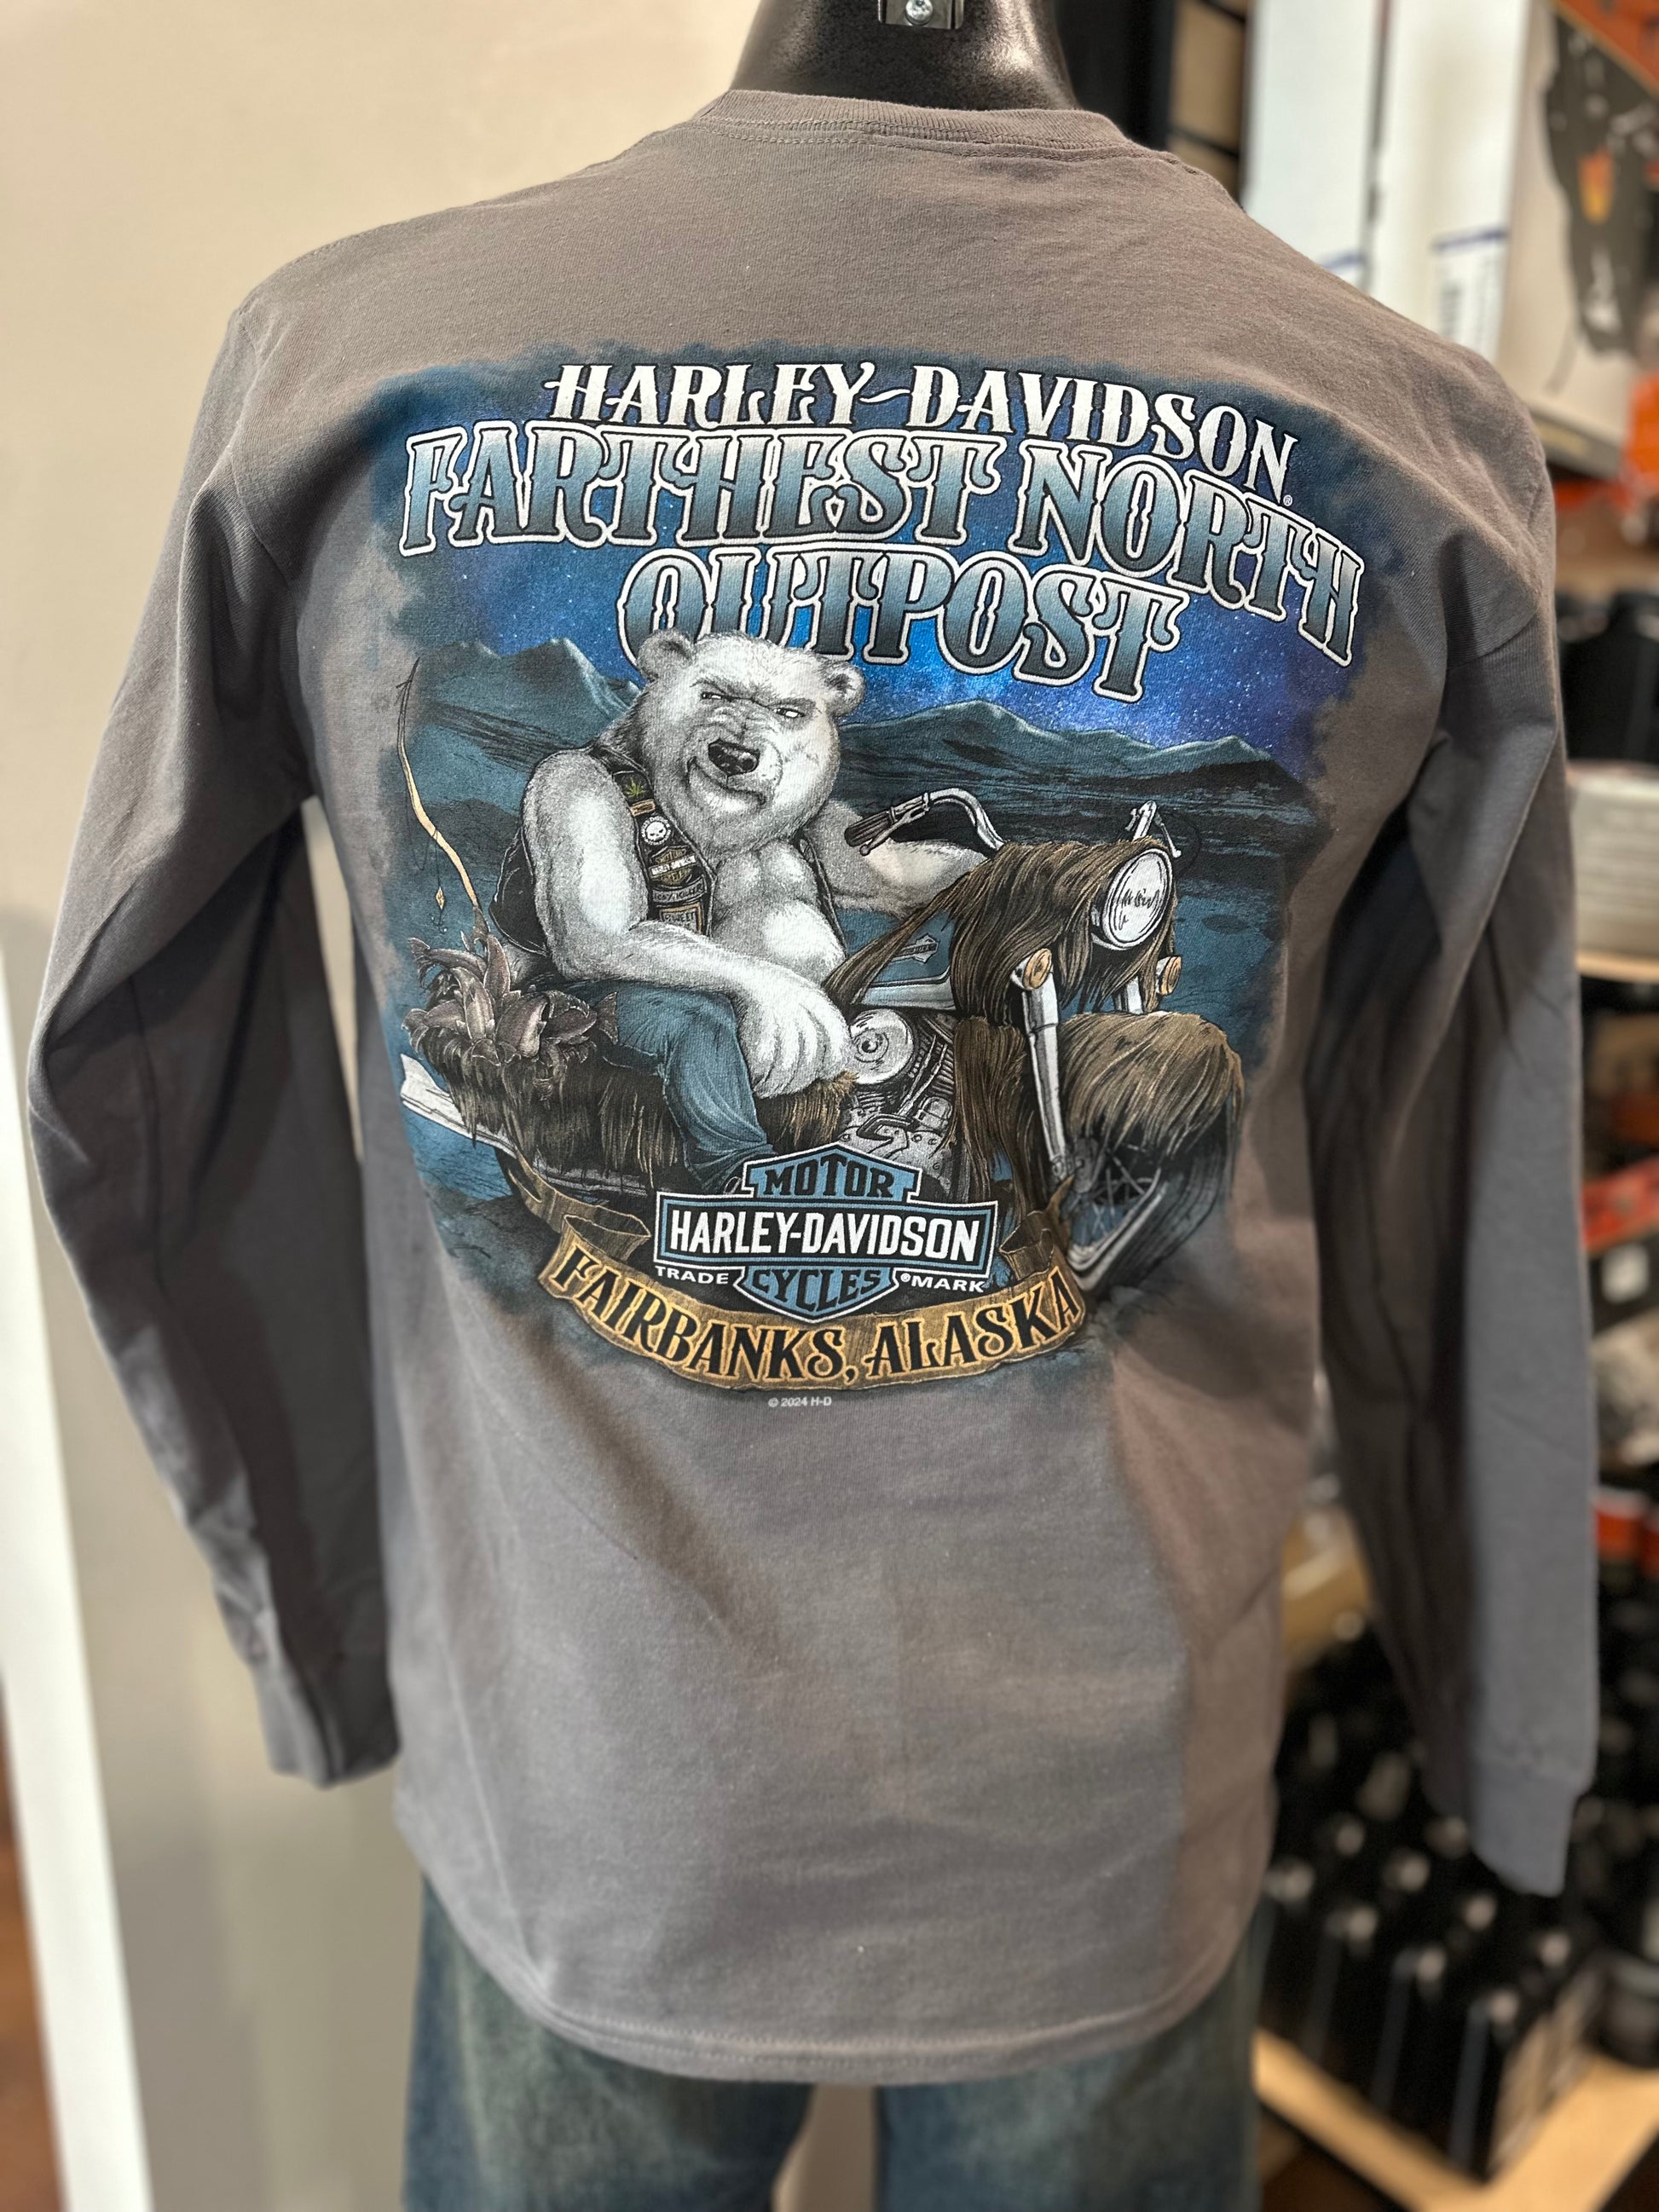 HARLEY-DAVIDSON®
FARTHEST NORTH
OUTPOST
MOTOR
HARLEY-DAVIDSON
TRADE CYCLES ®MARK
FAIRBANKS, ALASKA
© 2024 H-D